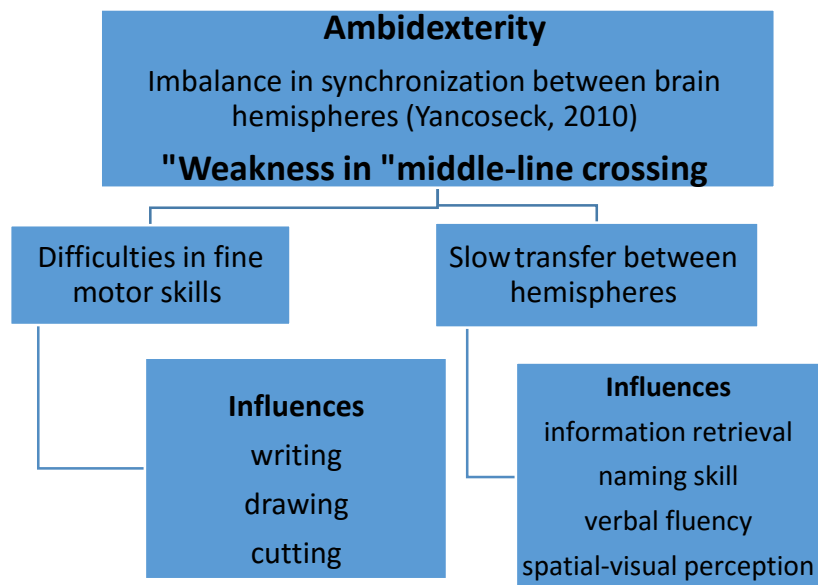 Ambidexterity
Imbalance in synchronization between brain
hemispheres (Yancoseck, 2010)
"Weakness in "middle-line crossing
Difficulties in fine
motor skills
Slow transfer between
hemispheres
Influences
writing
drawing
cutting
Influences
information retrieval
naming skill
verbal fluency
spatial-visual perception